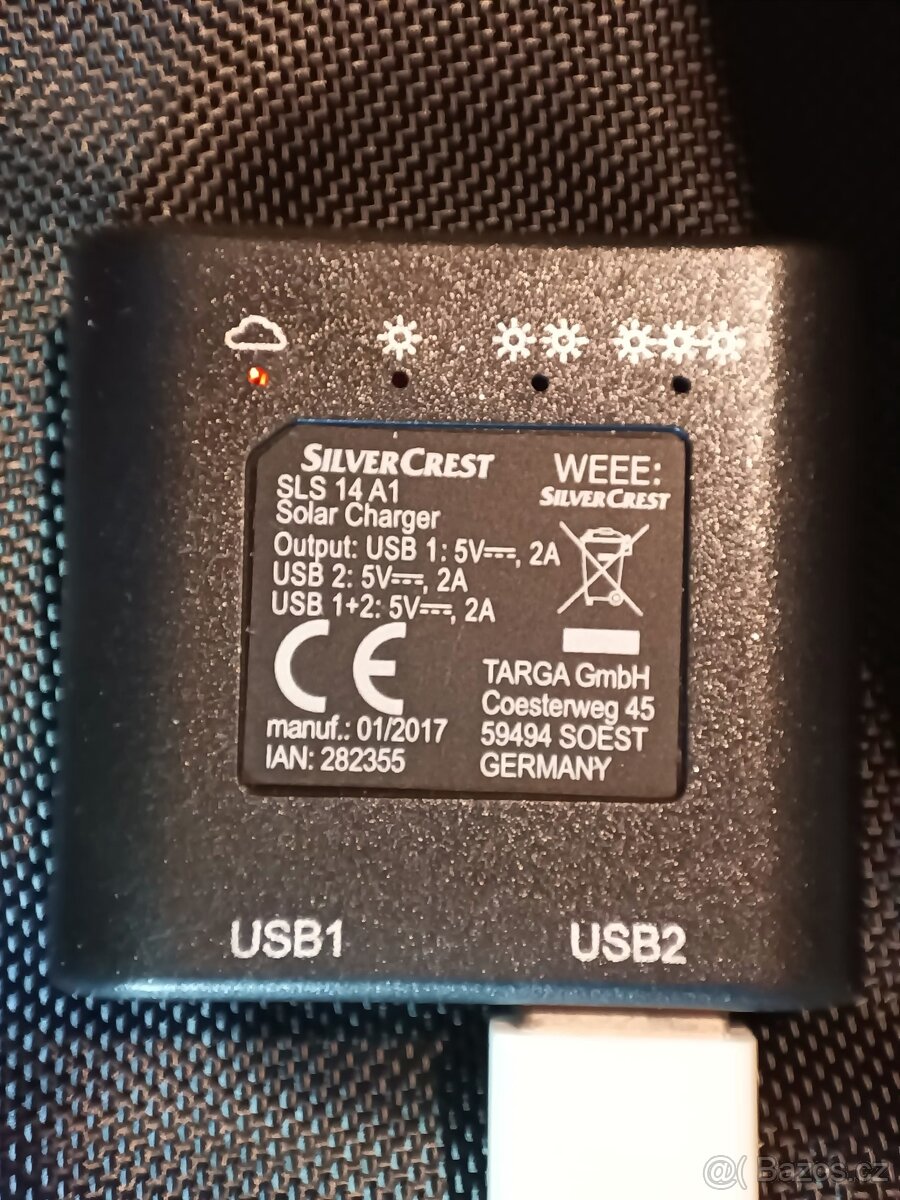 SILVERCREST
SLS 14 A1
Solar Charger
Output: USB 1: 5V⎓, 2A
USB 2: 5V⎓, 2A
USB 1+2: 5V⎓, 2A
CE
manuf.: 01/2017
IAN: 282355
WEEE:
SILVERCREST
TARGA GmbH
Coesterweg 45
59494 SOEST
GERMANY
USB1 USB2
@( Bazos.cz